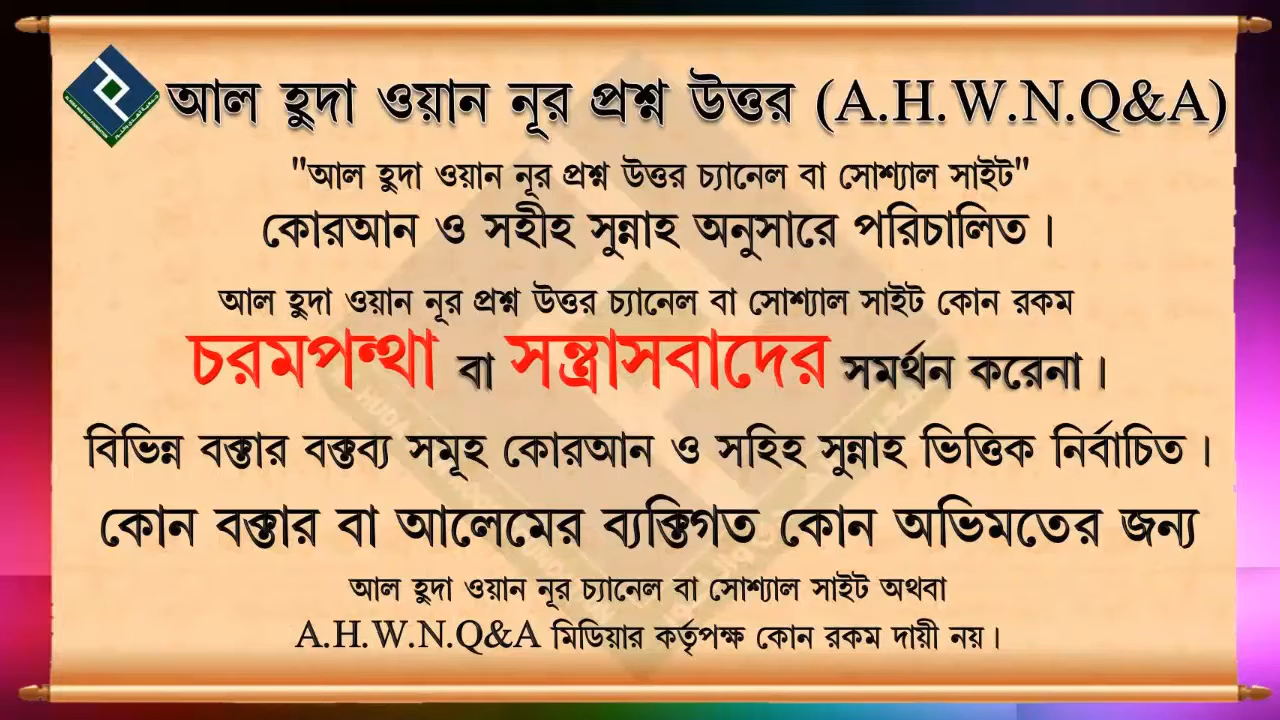 আল হুদা ওয়ান নূর প্রশ্ন উত্তর (A.H.W.N.Q&A)
"আল হুদা ওয়ান নূর প্রশ্ন উত্তর চ্যানেল বা সোশ্যাল সাইট"
কোরআন ও সহীহ সুন্নাহ অনুসারে পরিচালিত।
আল হুদা ওয়ান নূর প্রশ্ন উত্তর চ্যানেল বা সোশ্যাল সাইট কোন রকম
চরমপন্থা বা সন্ত্রাসবাদের সমর্থন করেনা।
বিভিন্ন বক্তার বক্তব্য সমূহ কোরআন ও সহিহ সুন্নাহ ভিত্তিক নির্বাচিত।
কোন বক্তার বা আলেমের ব্যক্তিগত কোন অভিমতের জন্য
আল হুদা ওয়ান নূর চ্যানেল বা সোশ্যাল সাইট অথবা
A.H.W.N.Q&A মিডিয়ার কর্তৃপক্ষ কোন রকম দায়ী নয়।